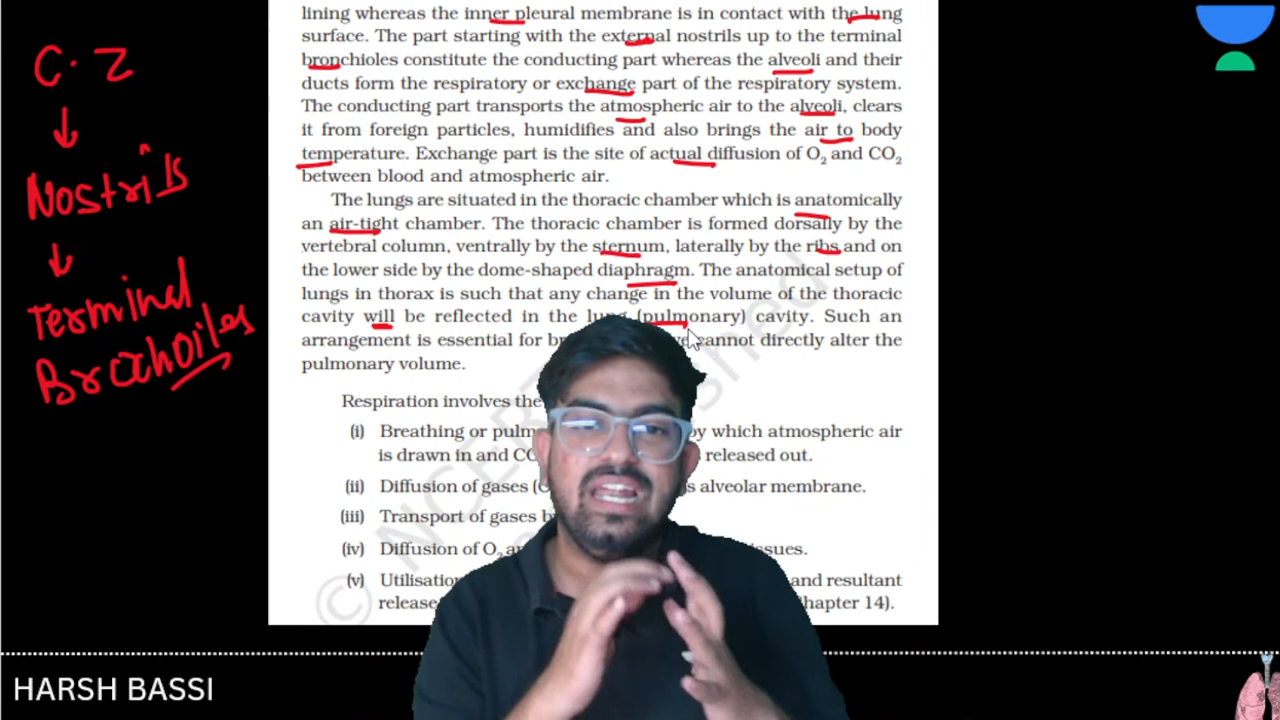 C.Z
Nostrils
Terminal
Brochoiles
lining whereas the inner pleural membrane is in contact with the lung
surface. The part starting with the external nostrils up to the terminal
bronchioles constitute the conducting part whereas the alveoli and their
ducts form the respiratory or exchange part of the respiratory system.
The conducting part transports the atmospheric air to the alveoli, clears
it from foreign particles, humidifies and also brings the air to body
temperature. Exchange part is the site of actual diffusion of O₂ and CO₂
between blood and atmospheric air.
The lungs are situated in the thoracic chamber which is anatomically
an air-tight chamber. The thoracic chamber is formed dorsally by the
vertebral column, ventrally by the sternum, laterally by the ribs and on
the lower side by the dome-shaped diaphragm. The anatomical setup of
lungs in thorax is such that any change in the volume of the thoracic
cavity will be reflected in the lung (pulmonary) cavity. Such an
arrangement is essential for cannot directly alter the
pulmonary volume.
Respiration involves the
(i) Breathing or by which atmospheric air
is drawn in and released out.
(ii) Diffusion of gases alveolar membrane.
(iii) Transport of gases
(iv) Diffusion of O₂
(v) and resultant
14).
© NCERT
HARSH BASSI